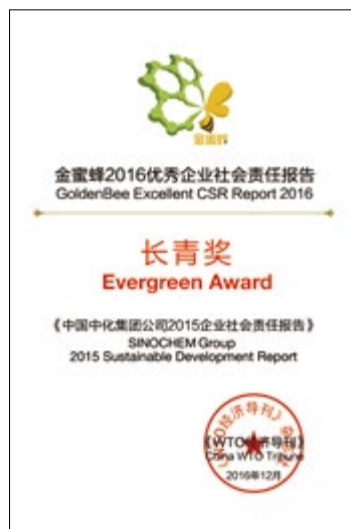 金蜜蜂
金蜜蜂2016优秀企业社会责任报告
GoldenBee Excellent CSR Report 2016
长青奖
Evergreen Award
《中国中化集团公司2015企业社会责任报告》
SINOCHEM Group
2015 Sustainable Development Report
《WTO经济导刊》
China WTO Tribune
2016年12月